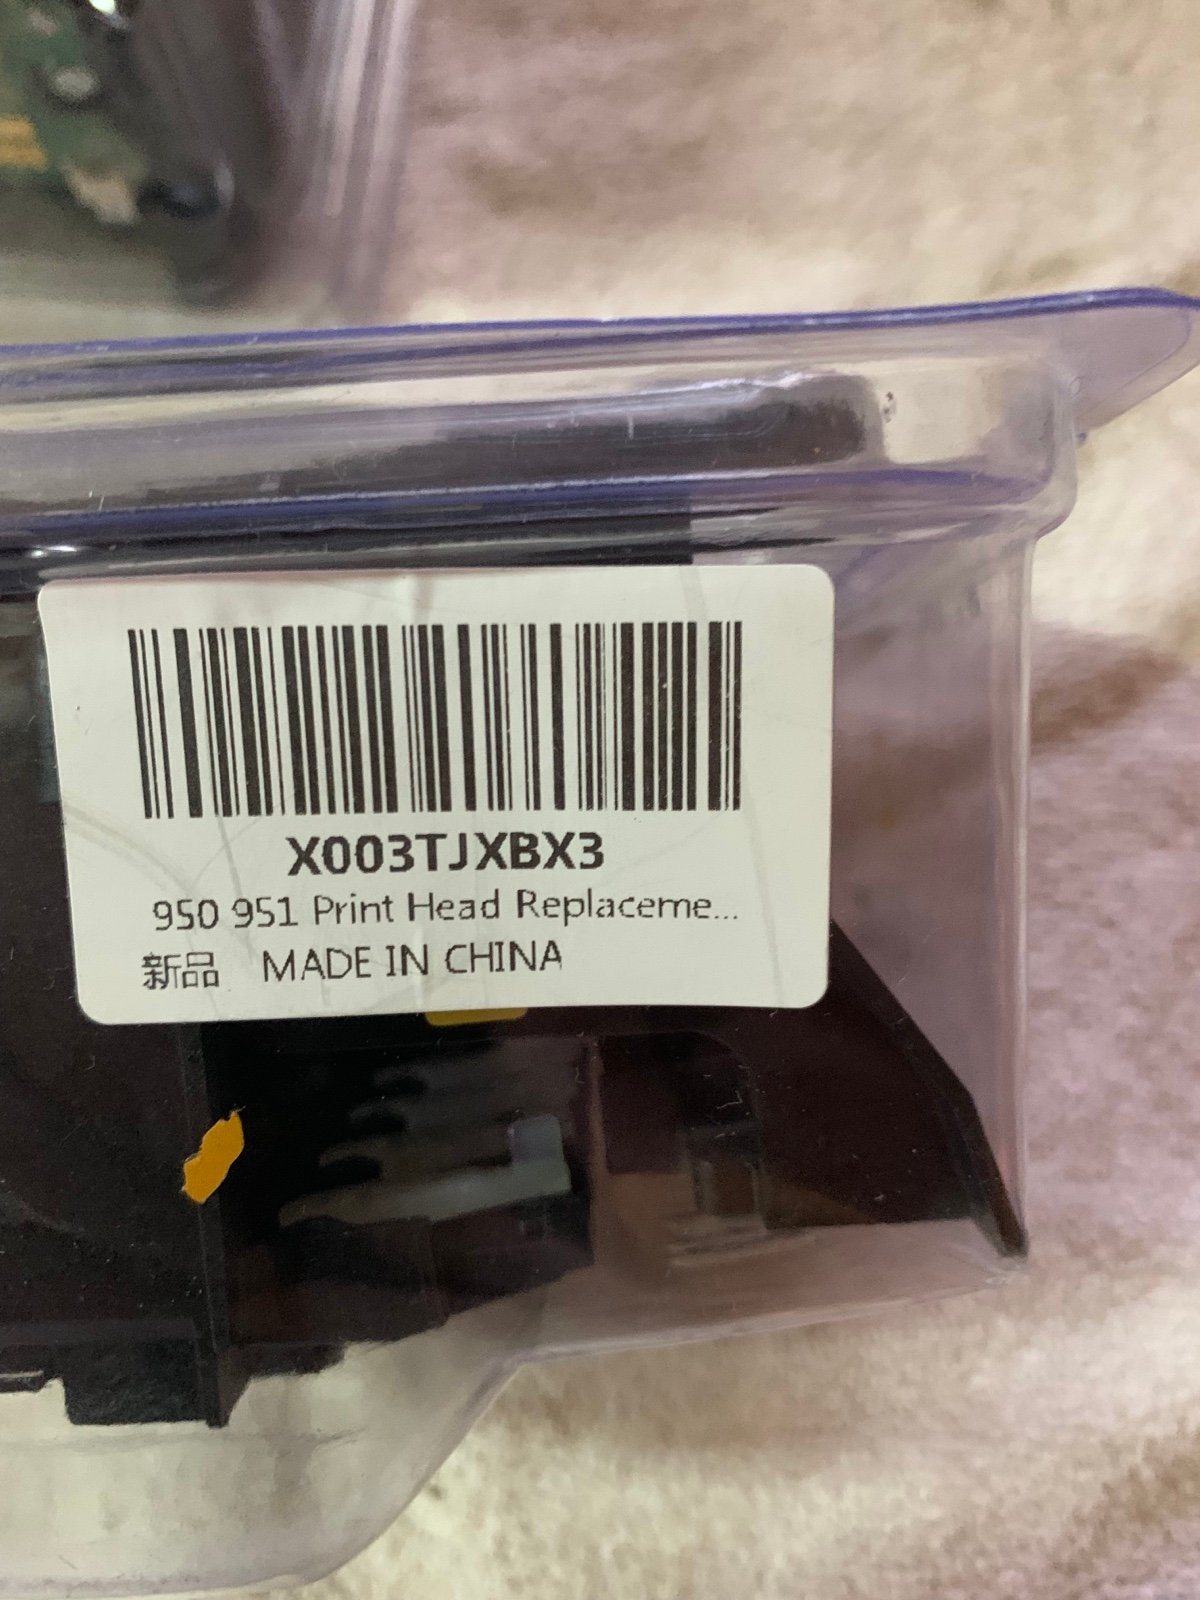 X003TJXBX3
950 951 Print Head Replaceme...
新品 MADE IN CHINA